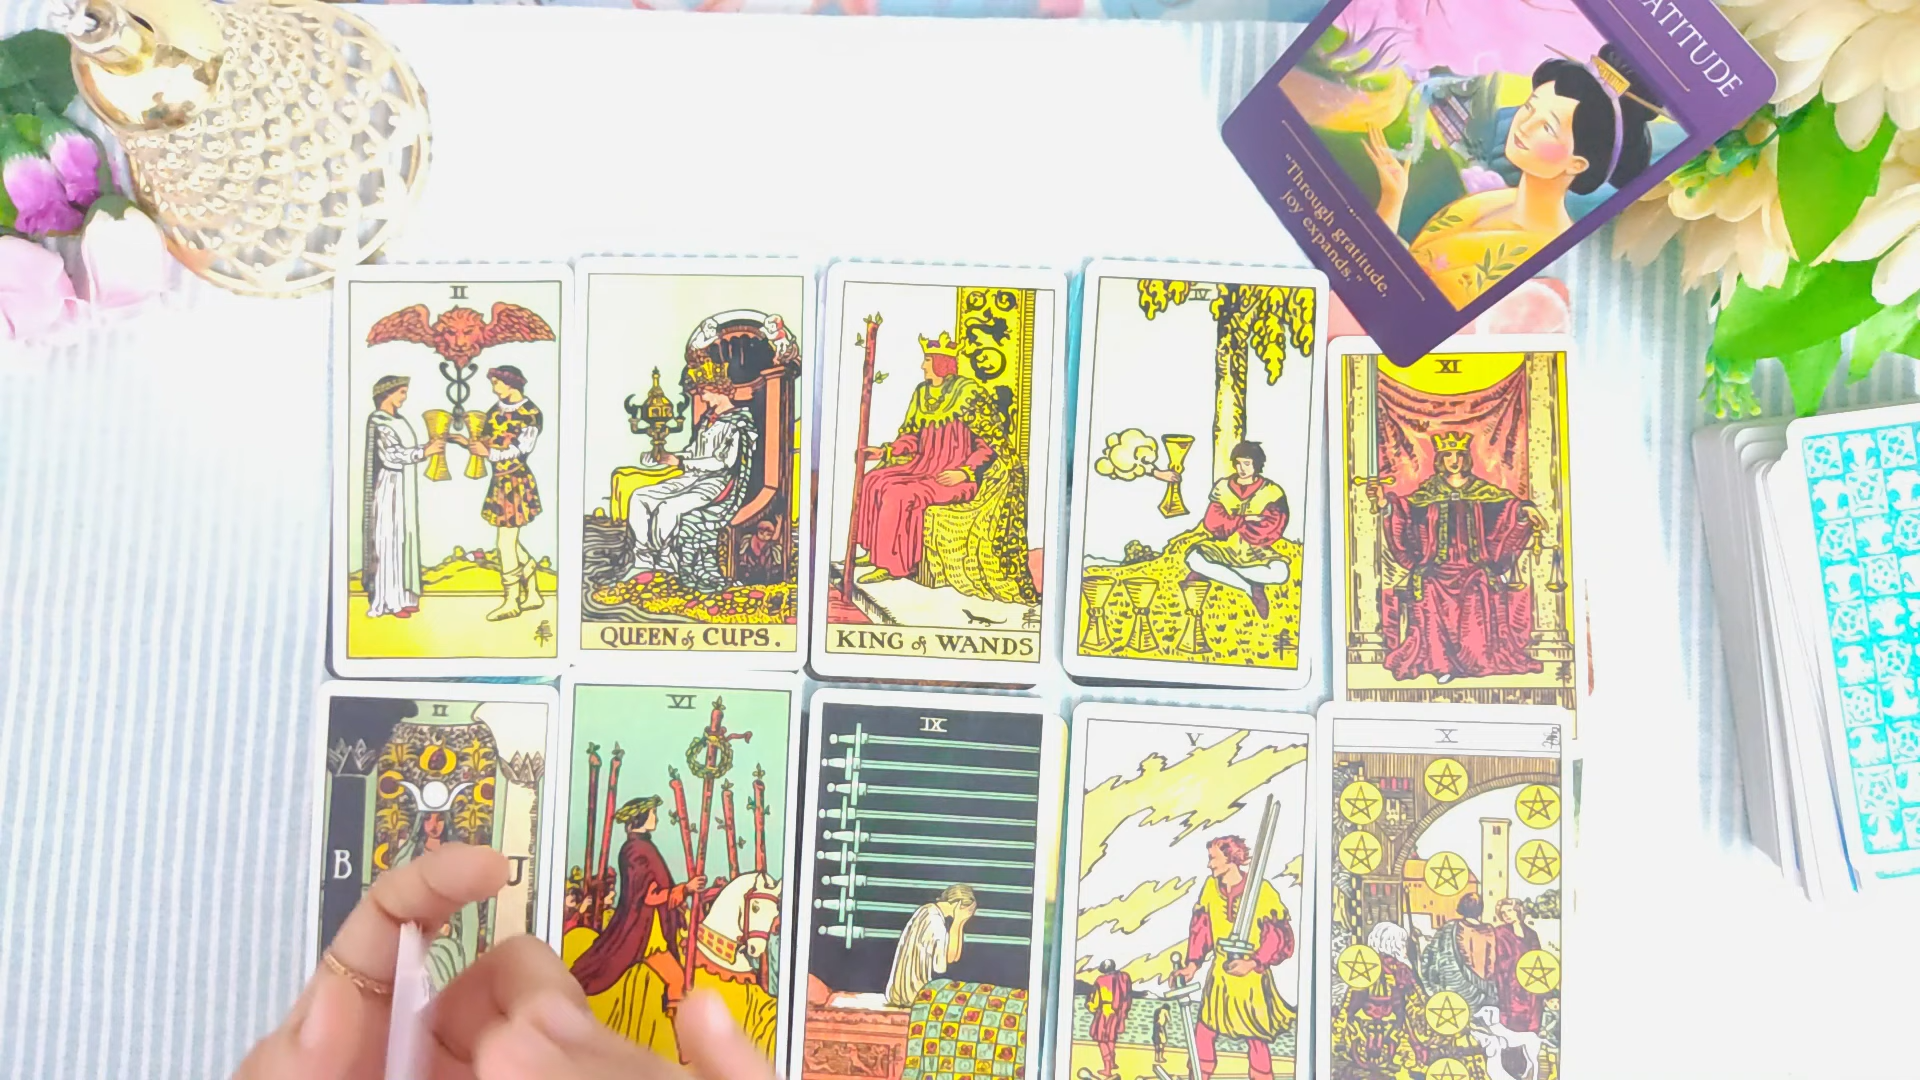 ATITUDE
"Through gratitude,
joy expands."
II
QUEEN of CUPS.
KING of WANDS
IV
XI
II
B
J
VI
IX
V
X